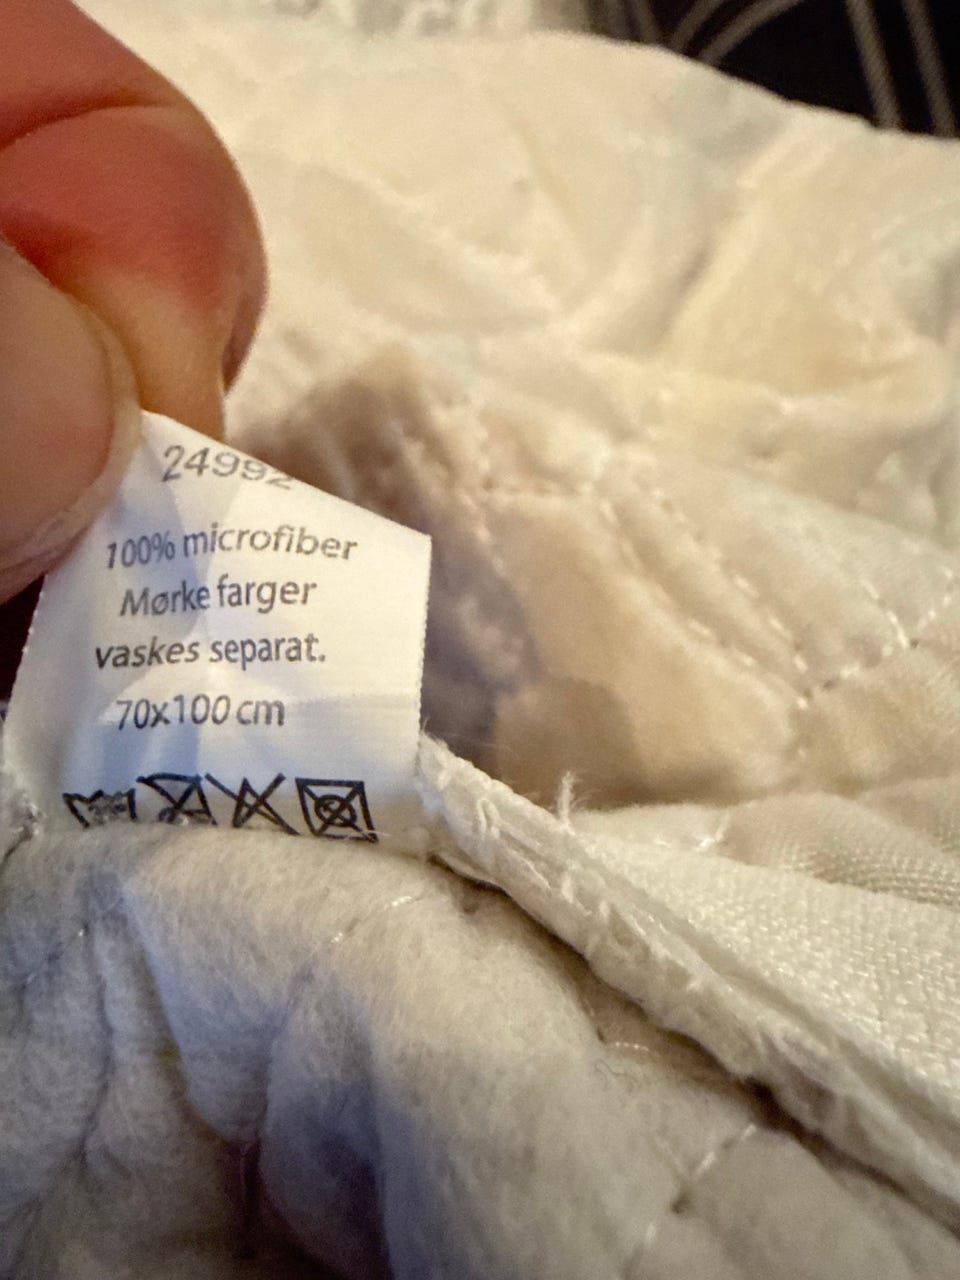 24992
100% microfiber
Mørke farger
vaskes separat.
70x100 cm